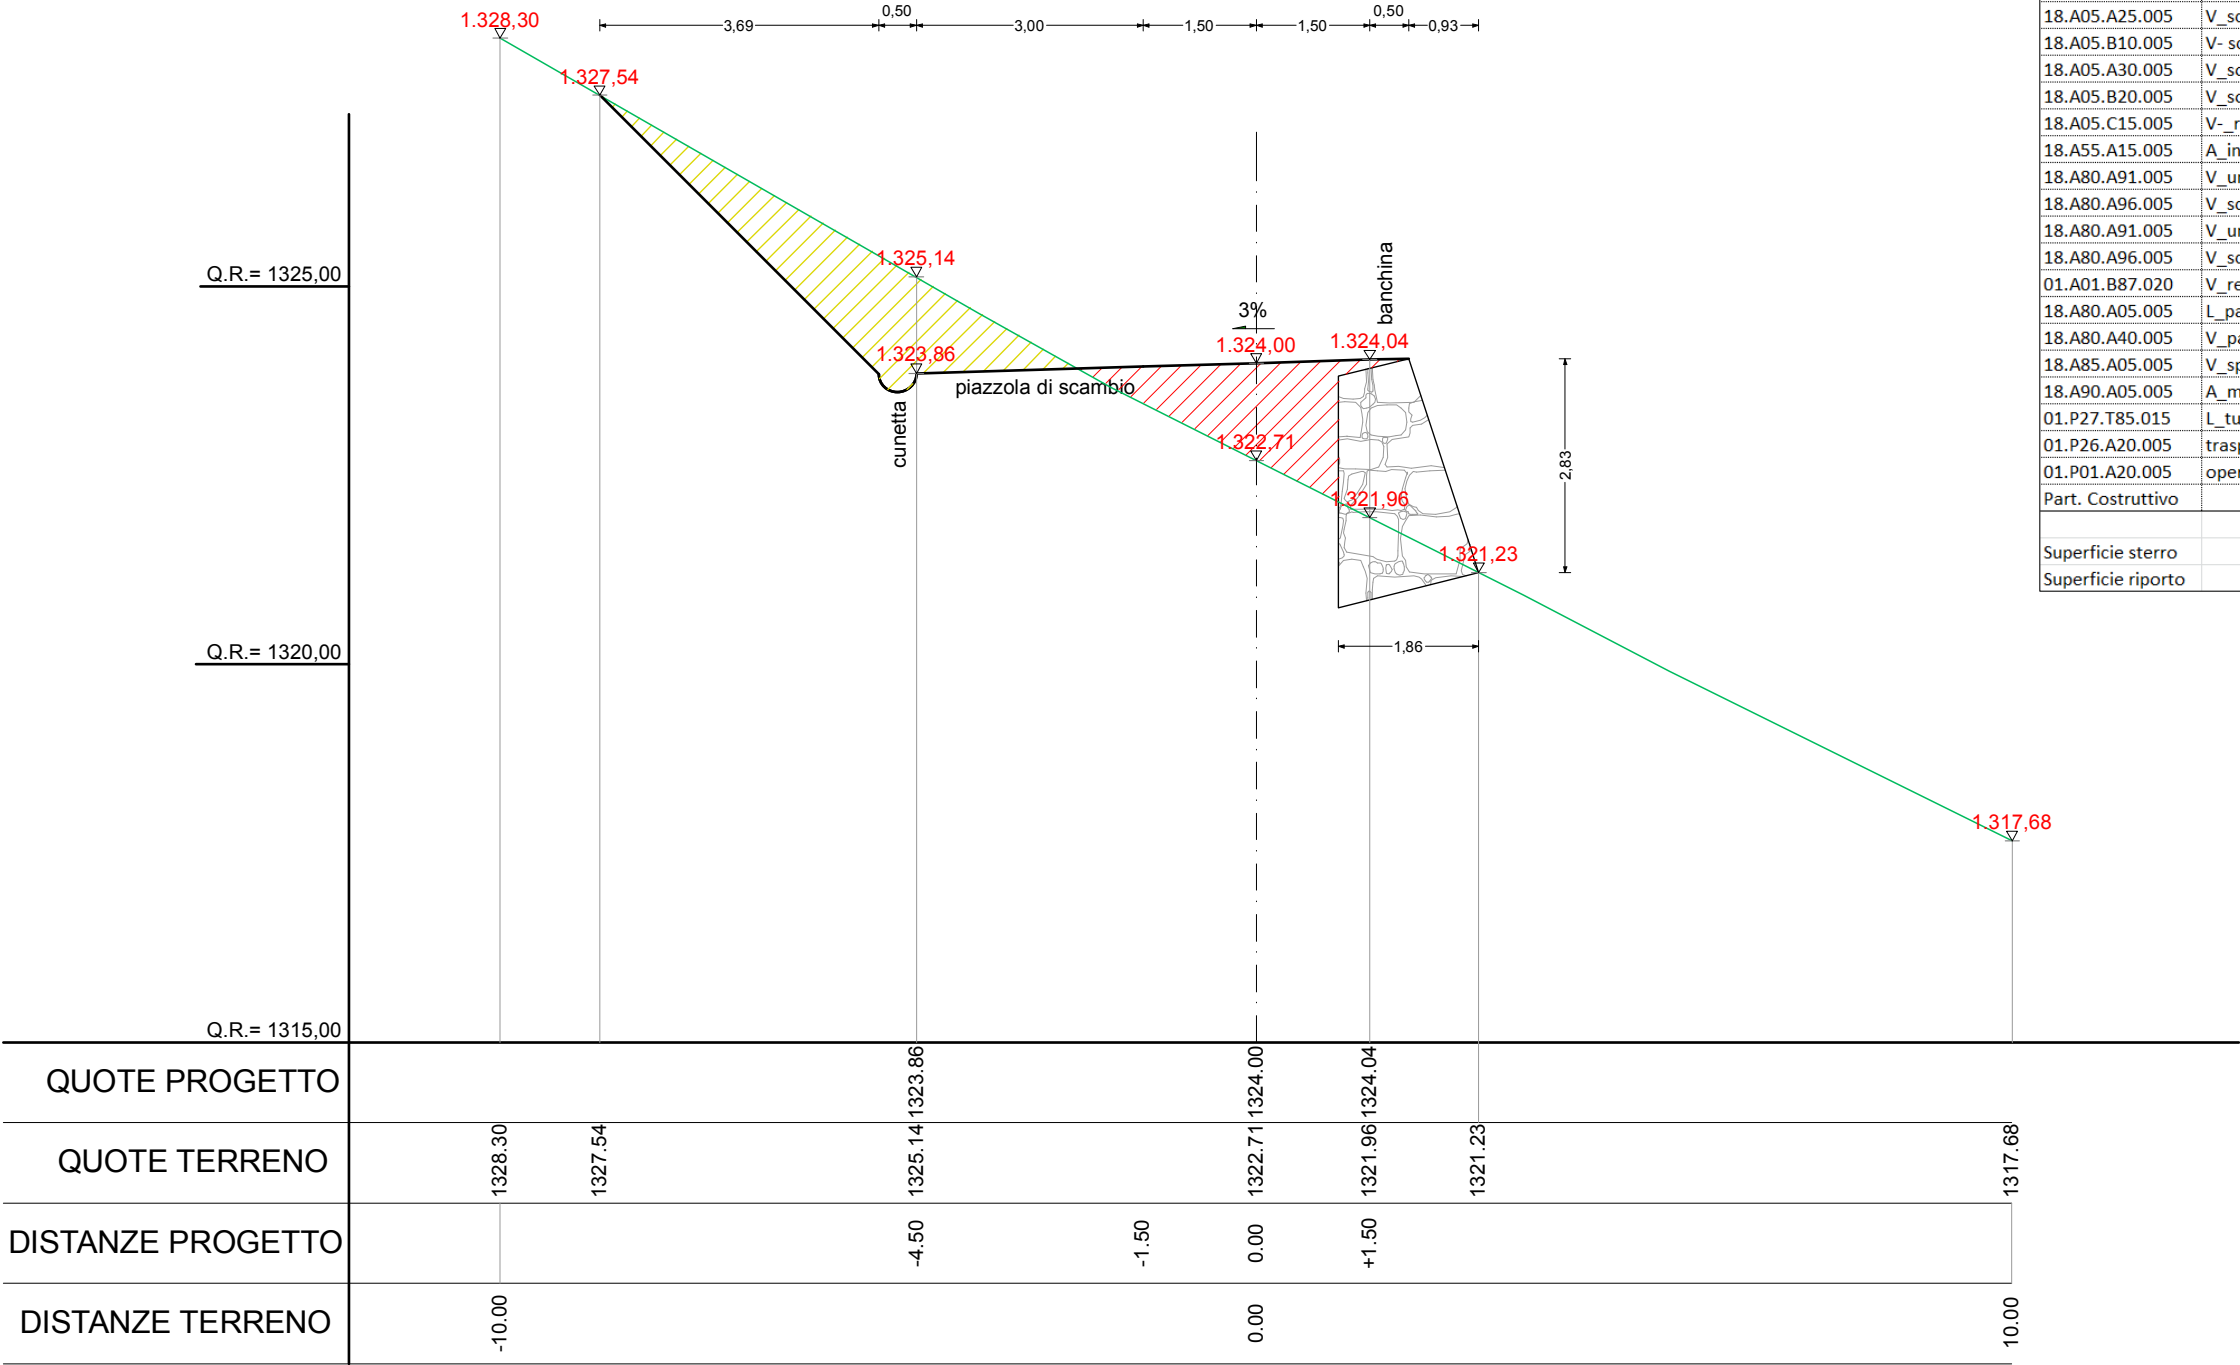 1.328,30
3,69
0,50
3,00
1,50
1,50
0,50
0,93
1.327,54
Q.R.= 1325,00
1.325,14
banchina
3%
1.323,86
1.324,00
1.324,04
piazzola di scambio
cunetta
1.322,71
2,83
1.321,96
1.321,23
Q.R.= 1320,00
1,86
1.317,68
Q.R.= 1315,00
QUOTE PROGETTO
1323.86
1324.00
1324.04
QUOTE TERRENO
1328.30
1327.54
1325.14
1322.71
1321.96
1321.23
1317.68
DISTANZE PROGETTO
-4.50
-1.50
0.00
+1.50
DISTANZE TERRENO
-10.00
0.00
10.00
18.A05.A25.005
18.A05.B10.005
18.A05.A30.005
18.A05.B20.005
18.A05.C15.005
18.A55.A15.005
18.A80.A91.005
18.A80.A96.005
18.A80.A91.005
18.A80.A96.005
01.A01.B87.020
18.A80.A05.005
18.A80.A40.005
18.A85.A05.005
18.A90.A05.005
01.P27.T85.015
01.P26.A20.005
01.P01.A20.005
Part. Costruttivo
Superficie sterro
Superficie riporto